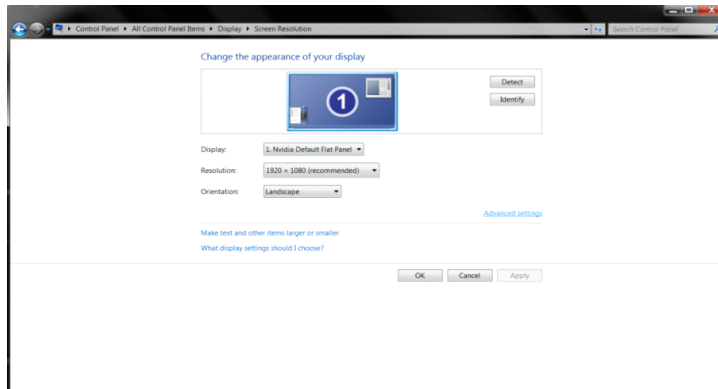 Control Panel ▸ All Control Panel Items ▸ Display ▸ Screen Resolution
Search Control Panel
Change the appearance of your display
1
Detect
Identify
Display: 1. Nvidia Default Flat Panel
Resolution: 1920 × 1080 (recommended)
Orientation: Landscape
Advanced settings
Make text and other items larger or smaller
What display settings should I choose?
OK Cancel Apply